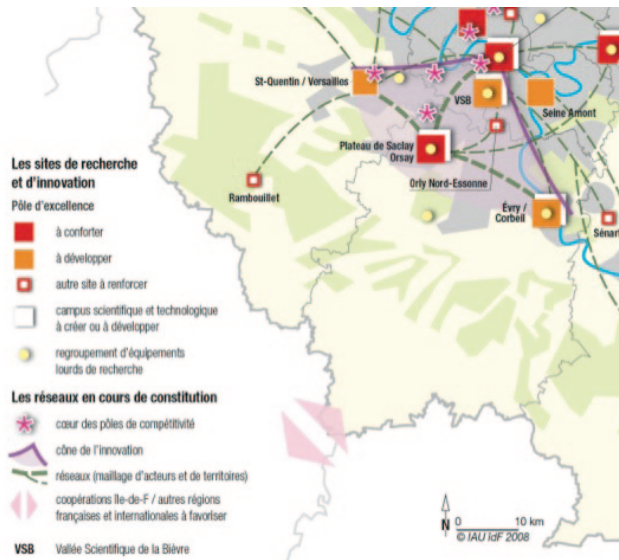 St-Quentin / Versailles
VSB
Seine Amont
Plateau de Saclay
Orsay
Orly Nord-Essonne
Rambouillet
Évry /
Corbeil
Sénart
Les sites de recherche
et d'innovation
Pôle d'excellence
à conforter
à développer
autre site à renforcer
campus scientifique et technologique
à créer ou à développer
regroupement d'équipements
lourds de recherche
Les réseaux en cours de constitution
cœur des pôles de compétitivité
cône de l'innovation
réseaux (maillage d'acteurs et de territoires)
coopérations Ile-de-F / autres régions
françaises et internationales à favoriser
VSB Vallée Scientifique de la Bièvre
N 0 10 km
© IAU îdF 2008